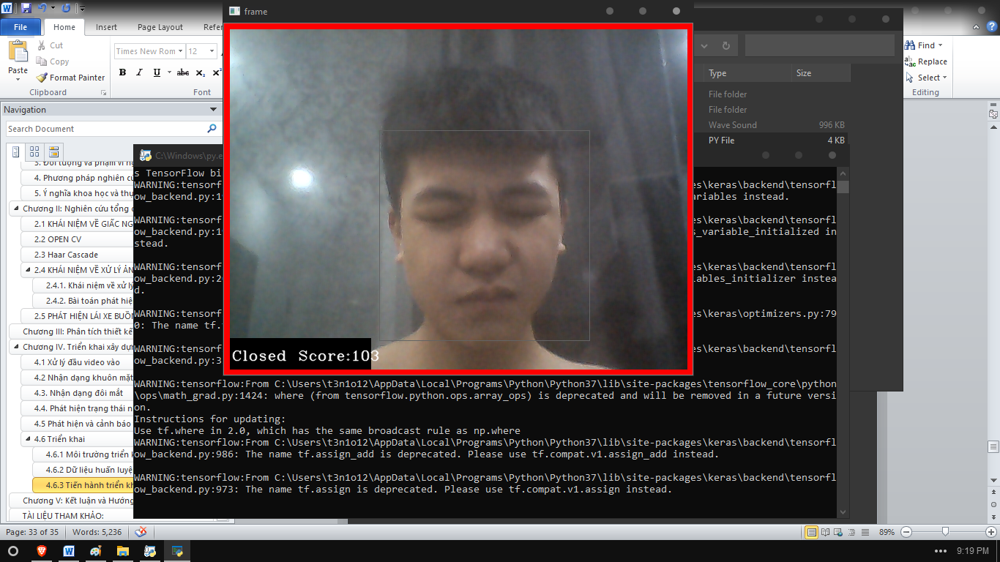 frame
File
Home
Insert
Page Layout
Refer
Cut
Copy
Paste
Format Painter
Clipboard
Times New Rom
12
B I U abc x₂ x²
Font
Type
Size
File folder
File folder
Wave Sound 996 KB
PY File 4 KB
Find
Replace
Select
Editing
Navigation
Search Document
3. Đối tượng và phạm vi n
4. Phương pháp nghiên cứ
5. Ý nghĩa khoa học và thự
Chương II: Nghiên cứu tổng
2.1 KHÁI NIỆM VỀ GIẤC NG
2.2 OPEN CV
2.3 Haar Cascade
2.4 KHÁI NIỆM VỀ XỬ LÝ ẢN
2.4.1. Khái niệm về xử lý
2.4.2. Bài toán phát hiệ
2.5 PHÁT HIỆN LÁI XE BUỒN
Chương III: Phân tích thiết kế
Chương IV. Triển khai xây dựn
4.1 Xử lý đầu video vào
4.2 Nhận dạng khuôn mặt
4.3. Nhận dạng đôi mắt
4.4. Phát hiện trạng thái n
4.5 Phát hiện và cảnh báo
4.6 Triển khai
4.6.1 Môi trường triển k
4.6.2 Dữ liệu huấn luyệ
4.6.3 Tiến hành triển kh
Chương V: Kết luận và Hướng
TÀI LIỆU THAM KHẢO:
C:\Windows\py.e
s TensorFlow bi
WARNING:tensorf es\keras\backend\tensorfl
ow_backend.py:1 ariables instead.
WARNING:tensorf es\keras\backend\tensorfl
ow_backend.py:1 s_variable_initialized in
stead.
WARNING:tensorf es\keras\backend\tensorfl
ow_backend.py:2 ables_initializer instea
d.
WARNING:tensorf es\keras\optimizers.py:79
0: The name tf.
WARNING:tensorf es\keras\backend\tensorfl
ow_backend.py:3
Closed Score:103
WARNING:tensorflow:From C:\Users\t3n1o12\AppData\Local\Programs\Python\Python37\lib\site-packages\tensorflow_core\python
\ops\math_grad.py:1424: where (from tensorflow.python.ops.array_ops) is deprecated and will be removed in a future versi
on.
Instructions for updating:
Use tf.where in 2.0, which has the same broadcast rule as np.where
WARNING:tensorflow:From C:\Users\t3n1o12\AppData\Local\Programs\Python\Python37\lib\site-packages\keras\backend\tensorfl
ow_backend.py:986: The name tf.assign_add is deprecated. Please use tf.compat.v1.assign_add instead.
WARNING:tensorflow:From C:\Users\t3n1o12\AppData\Local\Programs\Python\Python37\lib\site-packages\keras\backend\tensorfl
ow_backend.py:973: The name tf.assign is deprecated. Please use tf.compat.v1.assign instead.
Page: 33 of 35
Words: 5,236
89%
9:19 PM